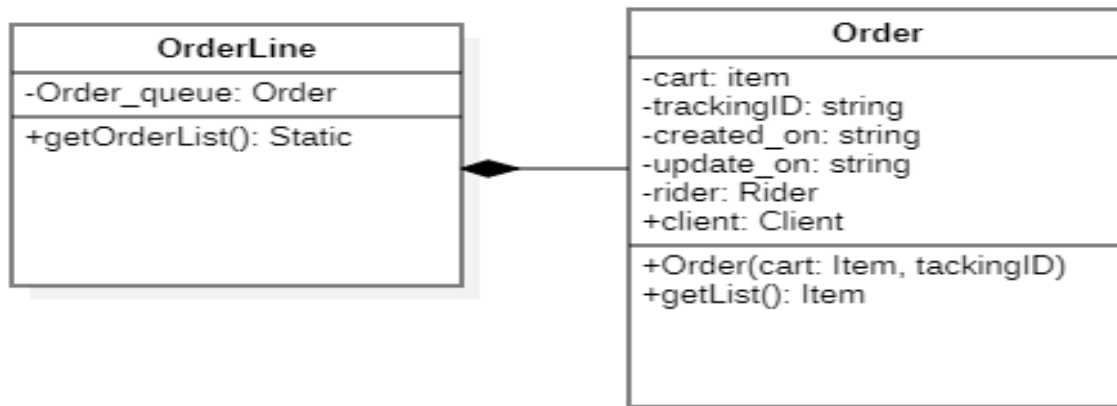 OrderLine
-Order_queue: Order
+getOrderList(): Static
Order
-cart: item
-trackingID: string
-created_on: string
-update_on: string
-rider: Rider
+client: Client
+Order(cart: Item, tackingID)
+getList(): Item